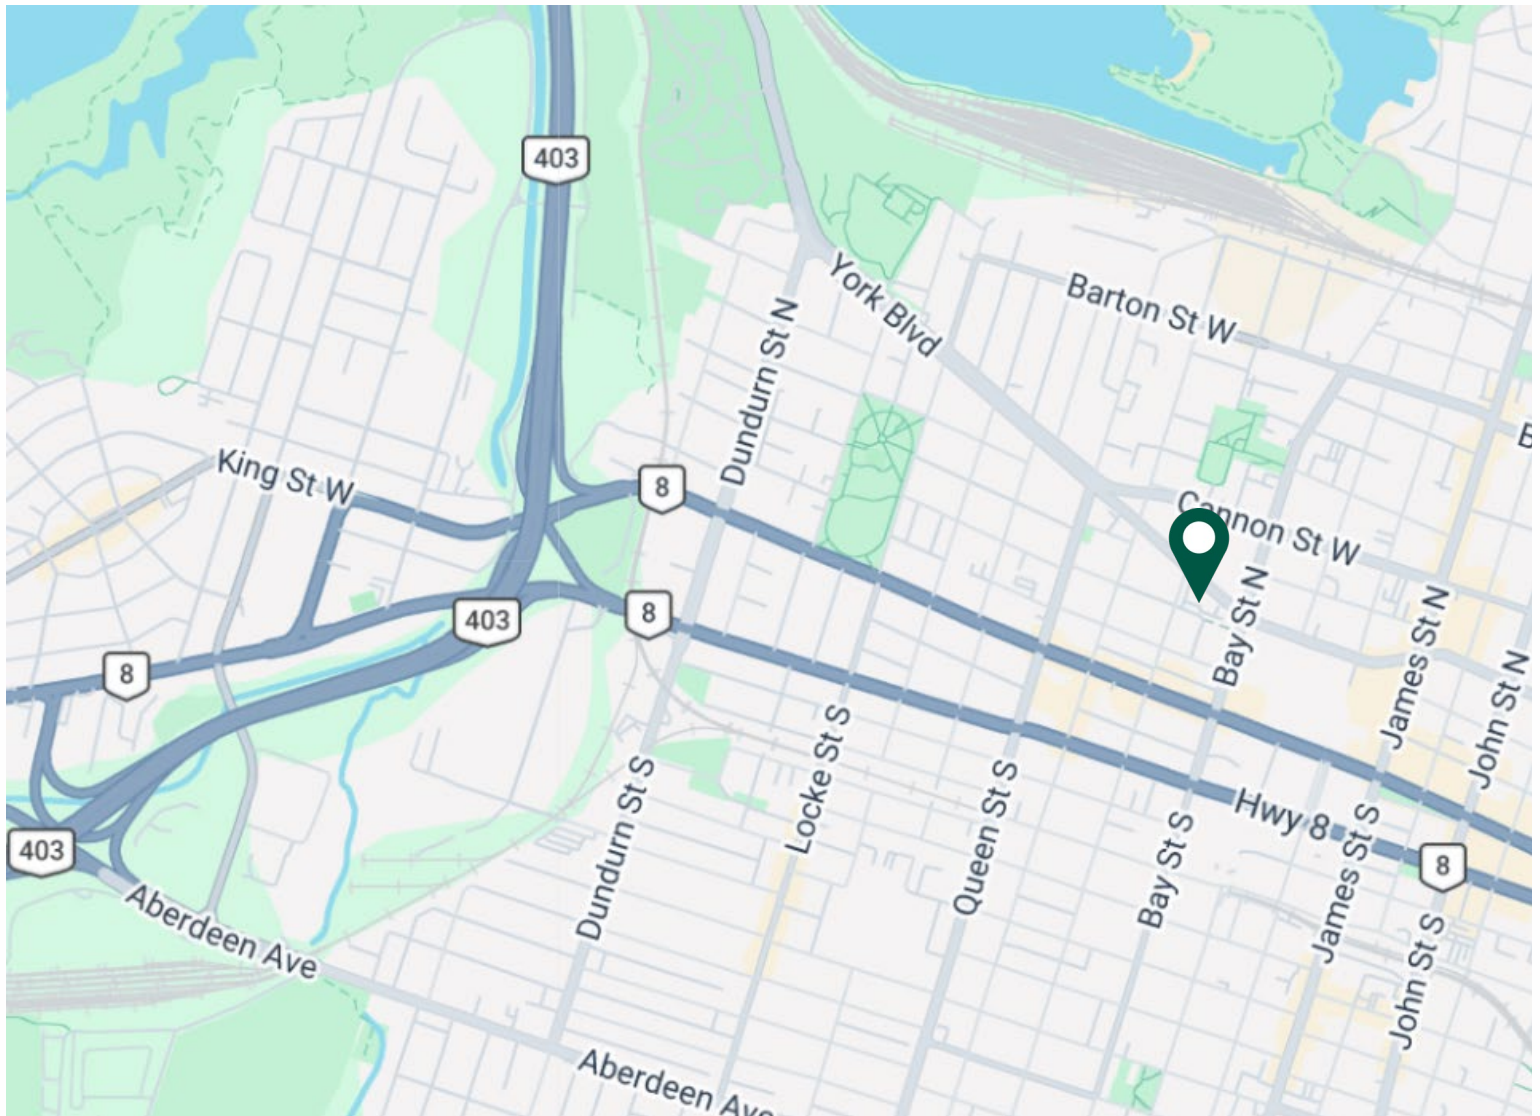 403
York Blvd
Barton St W
Dundurn St N
King St W
8
Cannon St W
8
403
Bay St N
James St N
8
John St N
Dundurn St S
Locke St S
Queen St S
Hwy 8
Bay St S
James St S
8
403
Aberdeen Ave
John St S
Aberdeen Ave